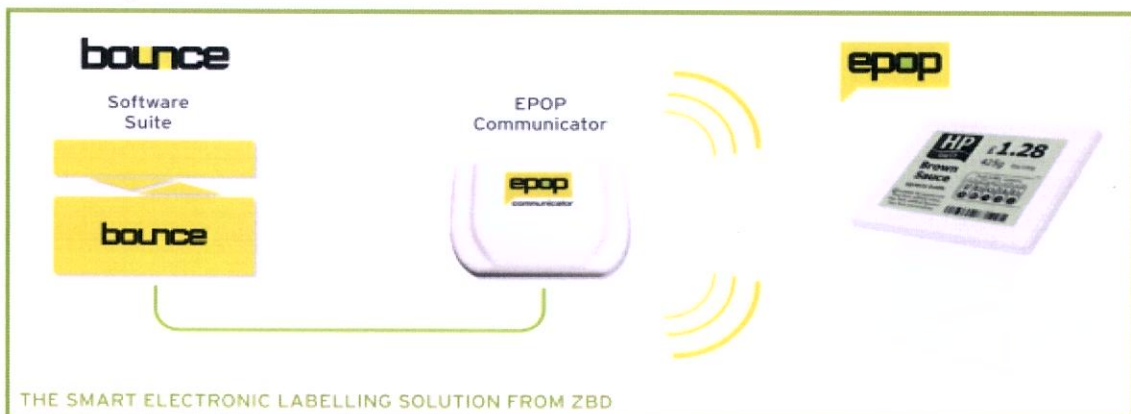 bounce
Software
Suite
bounce
EPOP
Communicator
epop
communicator
epop
HP
£1.28
425g
Brown
Sauce
THE SMART ELECTRONIC LABELLING SOLUTION FROM ZBD